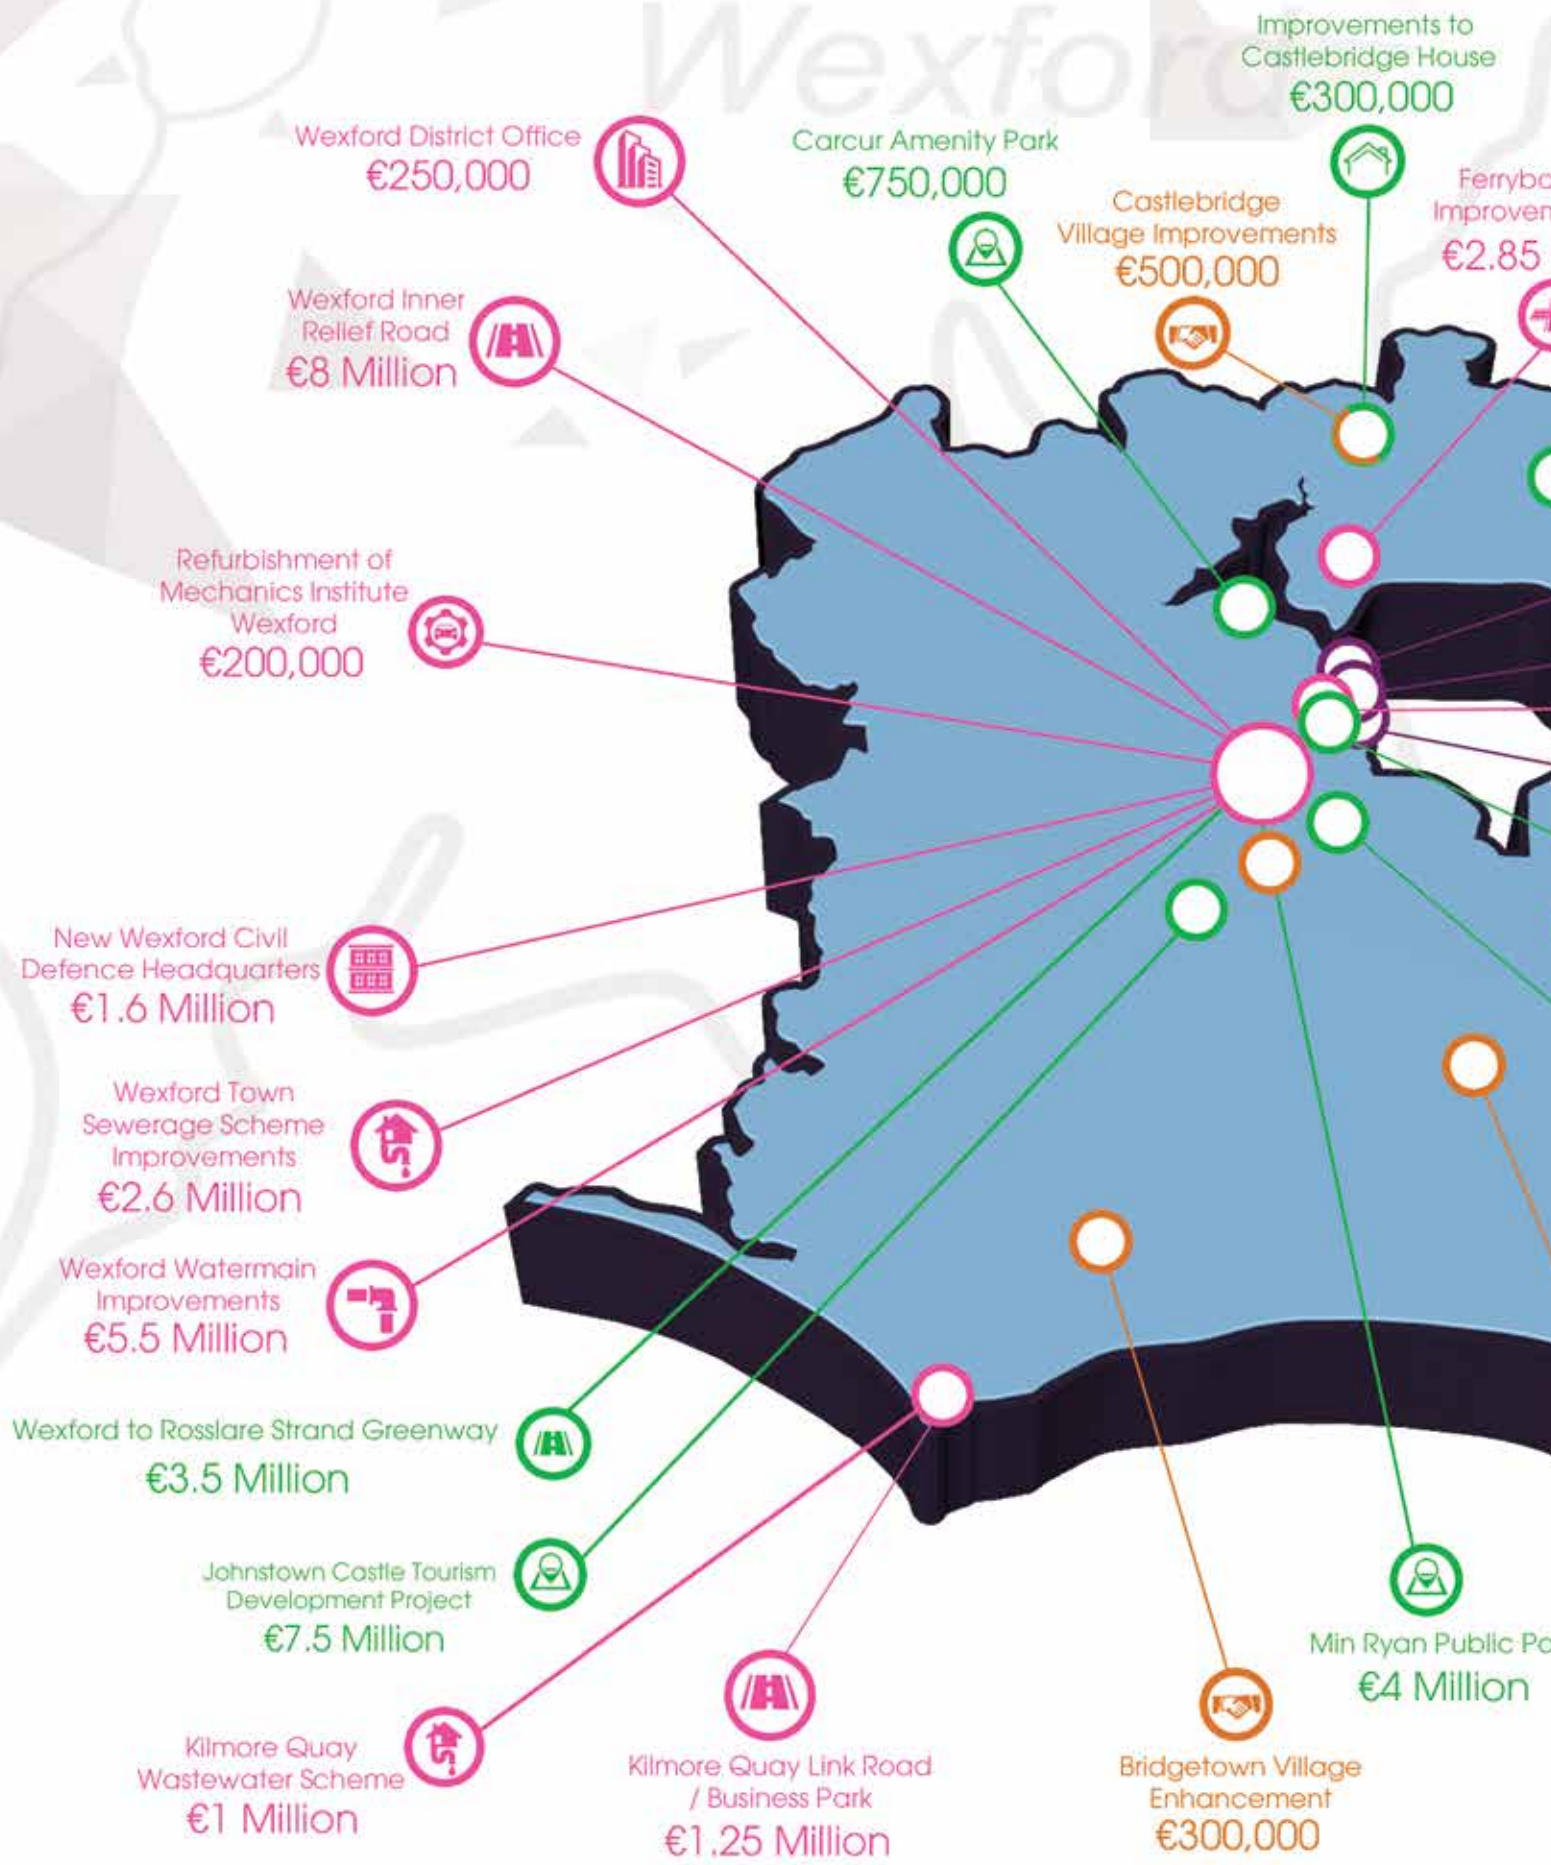 Wexford
Improvements to
Castlebridge House
€300,000
Wexford District Office
€250,000
Carcur Amenity Park
€750,000
Castlebridge
Village Improvements
€500,000
€2.85
Wexford Inner
Relief Road
€8 Million
Refurbishment of
Mechanics Institute
Wexford
€200,000
New Wexford Civil
Defence Headquarters
€1.6 Million
Wexford Town
Sewerage Scheme
Improvements
€2.6 Million
Wexford Watermain
Improvements
€5.5 Million
Wexford to Rosslare Strand Greenway
€3.5 Million
Johnstown Castle Tourism
Development Project
€7.5 Million
Kilmore Quay
Wastewater Scheme
€1 Million
Kilmore Quay Link Road
/ Business Park
€1.25 Million
Bridgetown Village
Enhancement
€300,000
Min Ryan Public
€4 Million